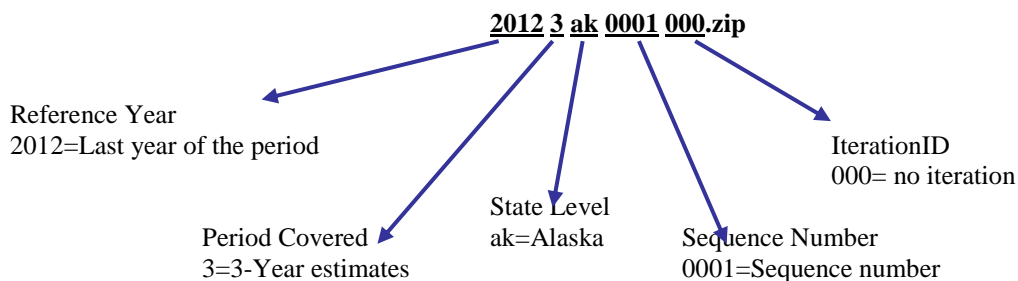 2012 3 ak 0001 000.zip
Reference Year
2012=Last year of the period
IterationID
000= no iteration
State Level
ak=Alaska
Period Covered
3=3-Year estimates
Sequence Number
0001=Sequence number